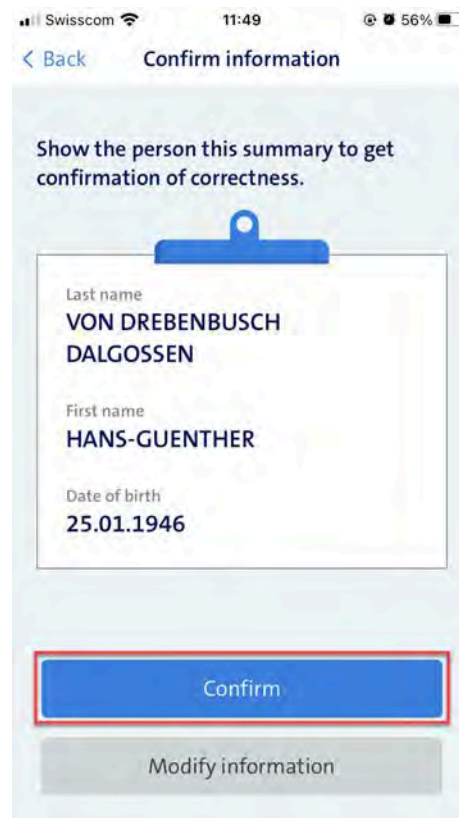 Swisscom 11:49 56%
Back Confirm information
Show the person this summary to get
confirmation of correctness.
Last name
VON DREBENBUSCH
DALGOSSEN
First name
HANS-GUENTHER
Date of birth
25.01.1946
Confirm
Modify information